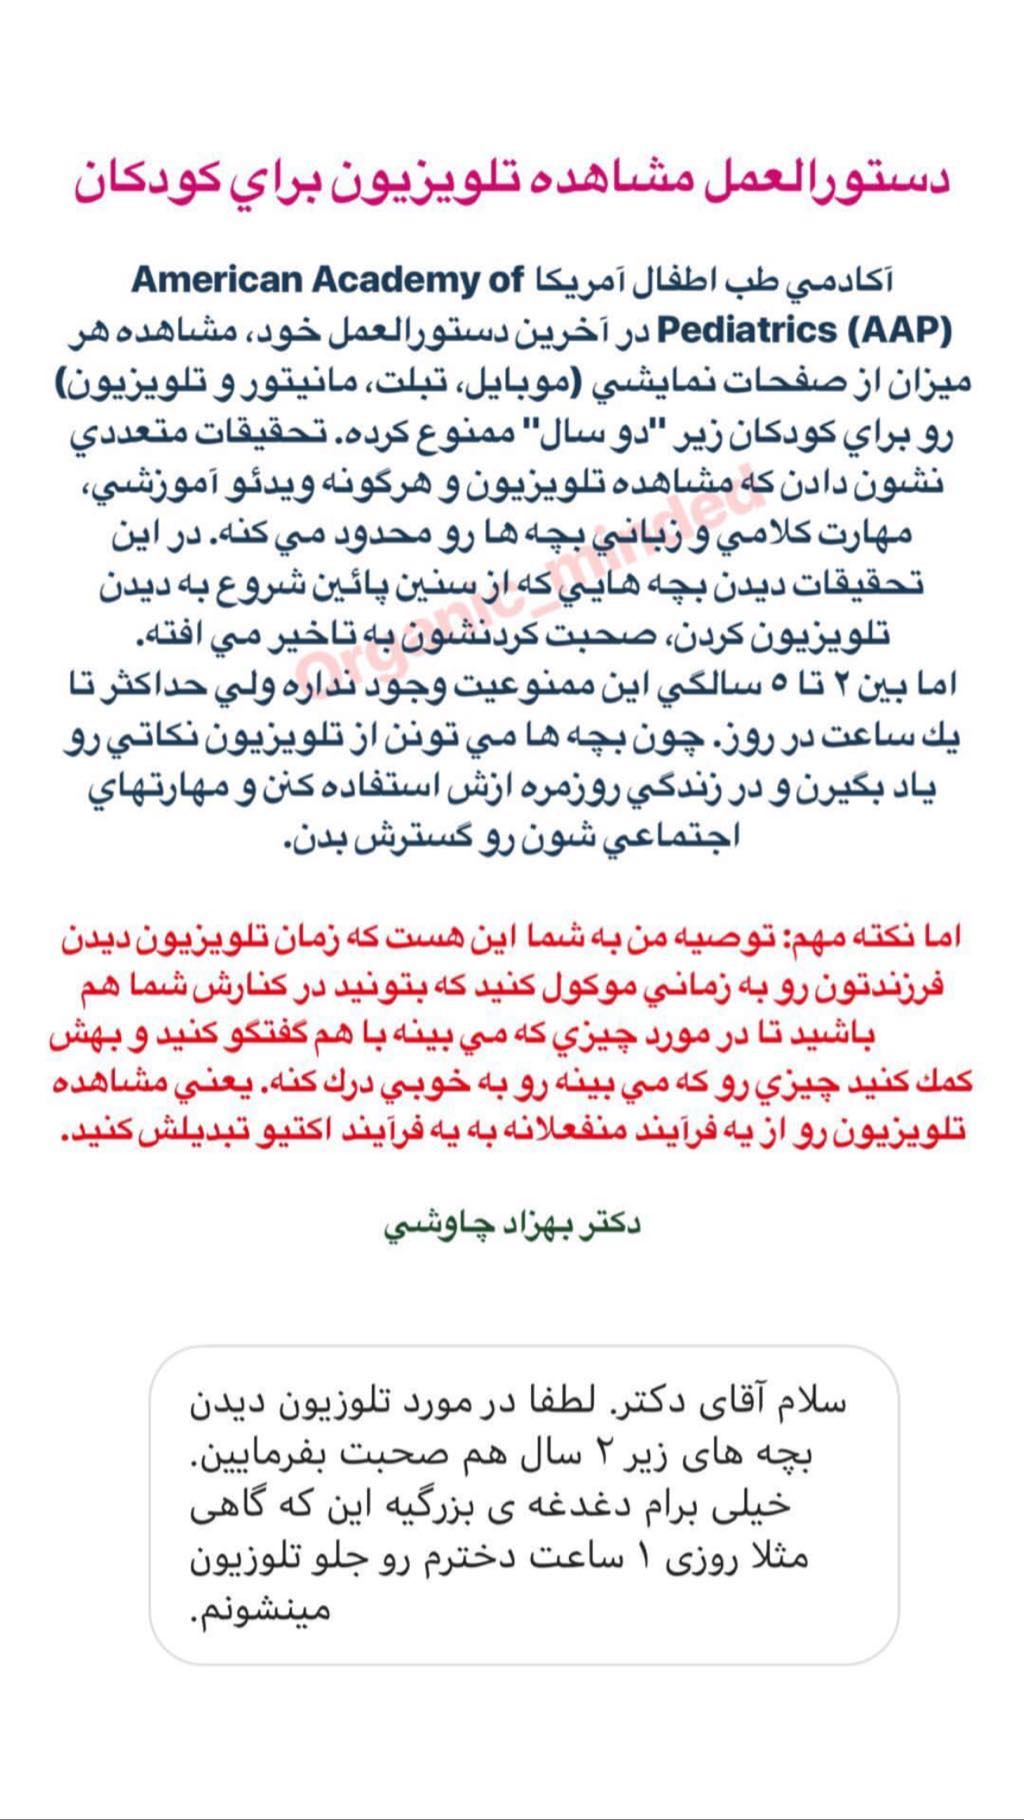 دستورالعمل مشاهده تلويزيون براي كودكان
آكادمي طب اطفال آمريكا American Academy of
Pediatrics (AAP) در آخرين دستورالعمل خود، مشاهده هر
ميزان از صفحات نمايشي (موبايل، تبلت، مانيتور و تلويزيون)
رو براي كودكان زير "دو سال" ممنوع كرده. تحقيقات متعددي
نشون دادن كه مشاهده تلويزيون و هرگونه ويدئو آموزشي،
مهارت كلامي و زباني بچه ها رو محدود مي كنه. در اين
تحقيقات ديدن بچه هايي كه از سنين پائين شروع به ديدن
تلويزيون كردن، صحبت كردنشون به تاخير مي افته.
اما بين ٢ تا ٥ سالگي اين ممنوعيت وجود نداره ولي حداكثر تا
يك ساعت در روز. چون بچه ها مي تونن از تلويزيون نكاتي رو
ياد بگيرن و در زندگي روزمره ازش استفاده كنن و مهارتهاي
اجتماعي شون رو گسترش بدن.
Organic_minded
اما نكته مهم: توصيه من به شما اين هست كه زمان تلويزيون ديدن
فرزندتون رو به زماني موكول كنيد كه بتونيد در كنارش شما هم
باشيد تا در مورد چيزي كه مي بينه با هم گفتگو كنيد و بهش
كمك كنيد چيزي رو كه مي بينه رو به خوبي درك كنه. يعني مشاهده
تلويزيون رو از يه فرآيند منفعلانه به يه فرآيند اكتيو تبديلش كنيد.
دكتر بهزاد چاوشي
سلام آقای دکتر. لطفا در مورد تلوزیون دیدن
بچه های زیر ۲ سال هم صحبت بفرمایین.
خیلی برام دغدغه ی بزرگیه این که گاهی
مثلا روزی ۱ ساعت دخترم رو جلو تلوزیون
مینشونم.